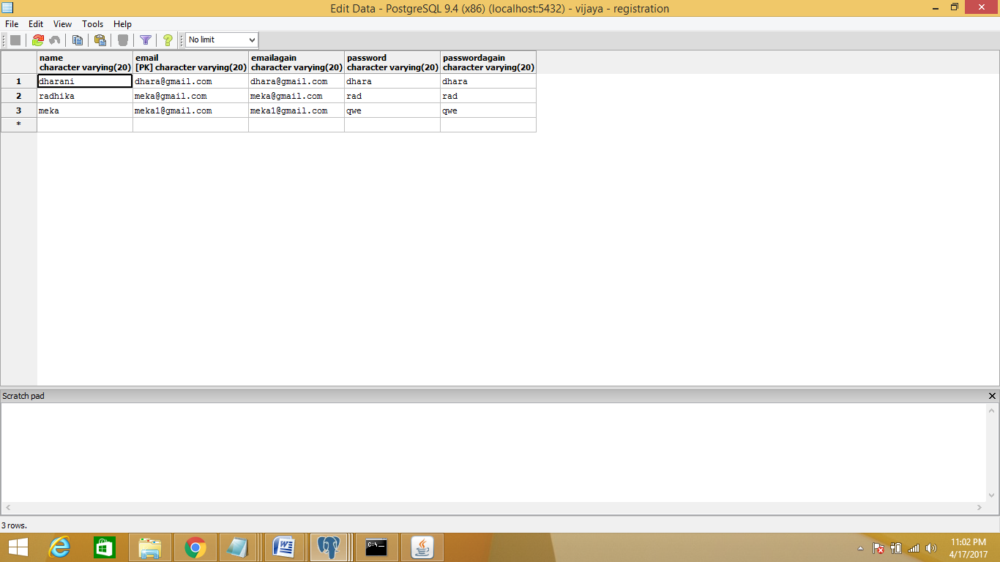 Edit Data - PostgreSQL 9.4 (x86) (localhost:5432) - vijaya - registration
File Edit View Tools Help
No limit
name email emailagain password passwordagain
character varying(20) [PK] character varying(20) character varying(20) character varying(20) character varying(20)
1 dharani dhara@gmail.com dhara@gmail.com dhara dhara
2 radhika meka@gmail.com meka@gmail.com rad rad
3 meka meka1@gmail.com meka1@gmail.com qwe qwe
*
Scratch pad
3 rows.
C:\_
11:02 PM
4/17/2017